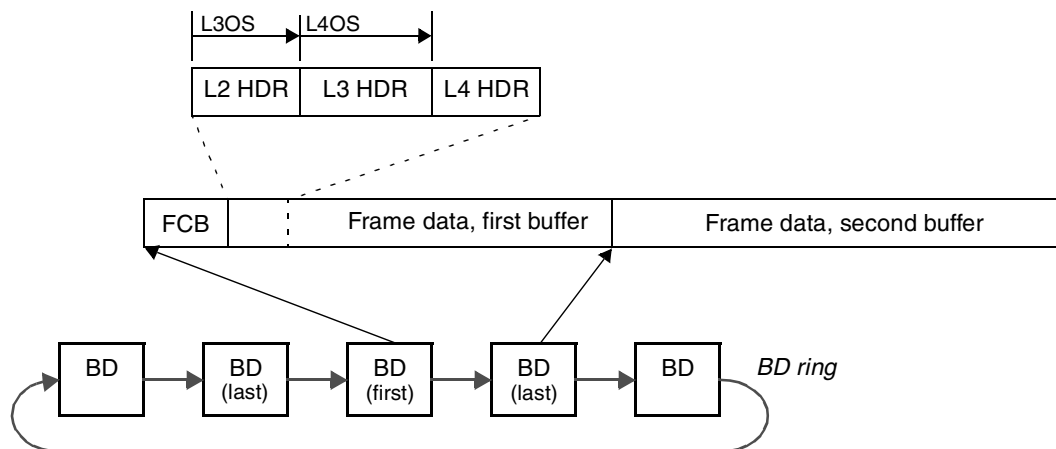 L3OS L4OS
L2 HDR L3 HDR L4 HDR
FCB Frame data, first buffer Frame data, second buffer
BD BD BD BD BD BD ring
(last) (first) (last)